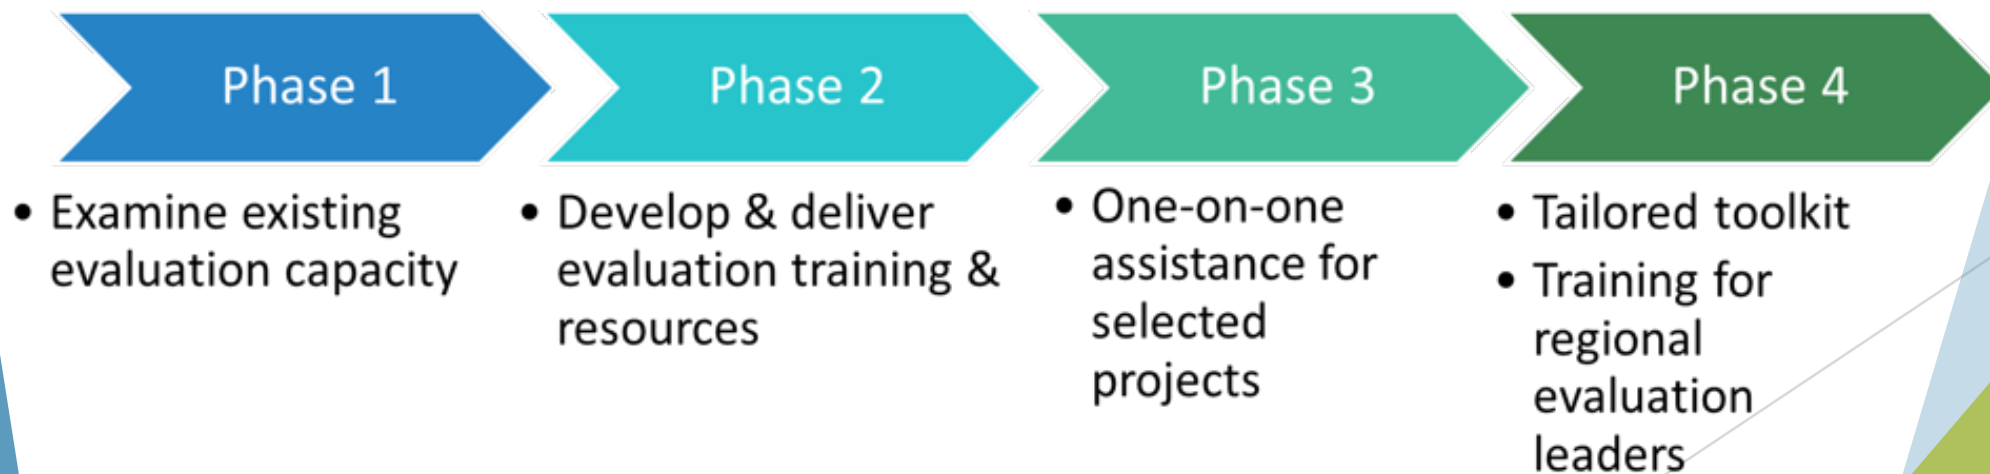 Phase 1
• Examine existing
evaluation capacity
Phase 2
• Develop & deliver
evaluation training &
resources
Phase 3
• One-on-one
assistance for
selected
projects
Phase 4
• Tailored toolkit
• Training for
regional
evaluation
leaders